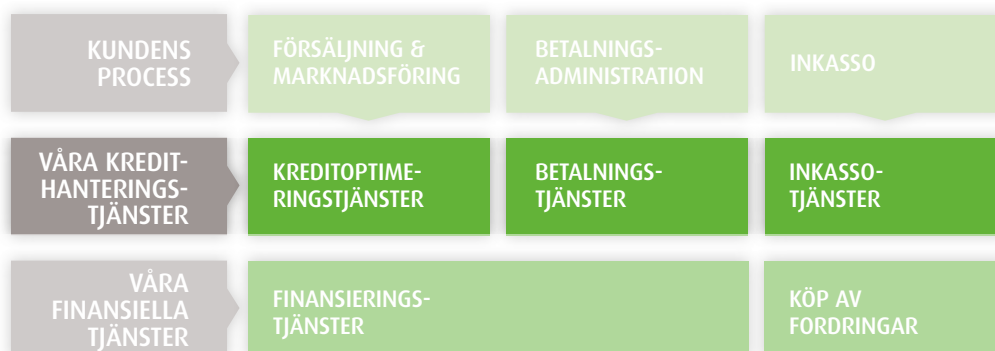 KUNDENS
PROCESS
FÖRSÄLJNING &
MARKNADSFÖRING
BETALNINGS-
ADMINISTRATION
INKASSO
VÅRA KREDIT-
HANTERINGS-
TJÄNSTER
KREDITOPTIME-
RINGSTJÄNSTER
BETALNINGS-
TJÄNSTER
INKASSO-
TJÄNSTER
VÅRA
FINANSIELLA
TJÄNSTER
FINANSIERINGS-
TJÄNSTER
KÖP AV
FORDRINGAR